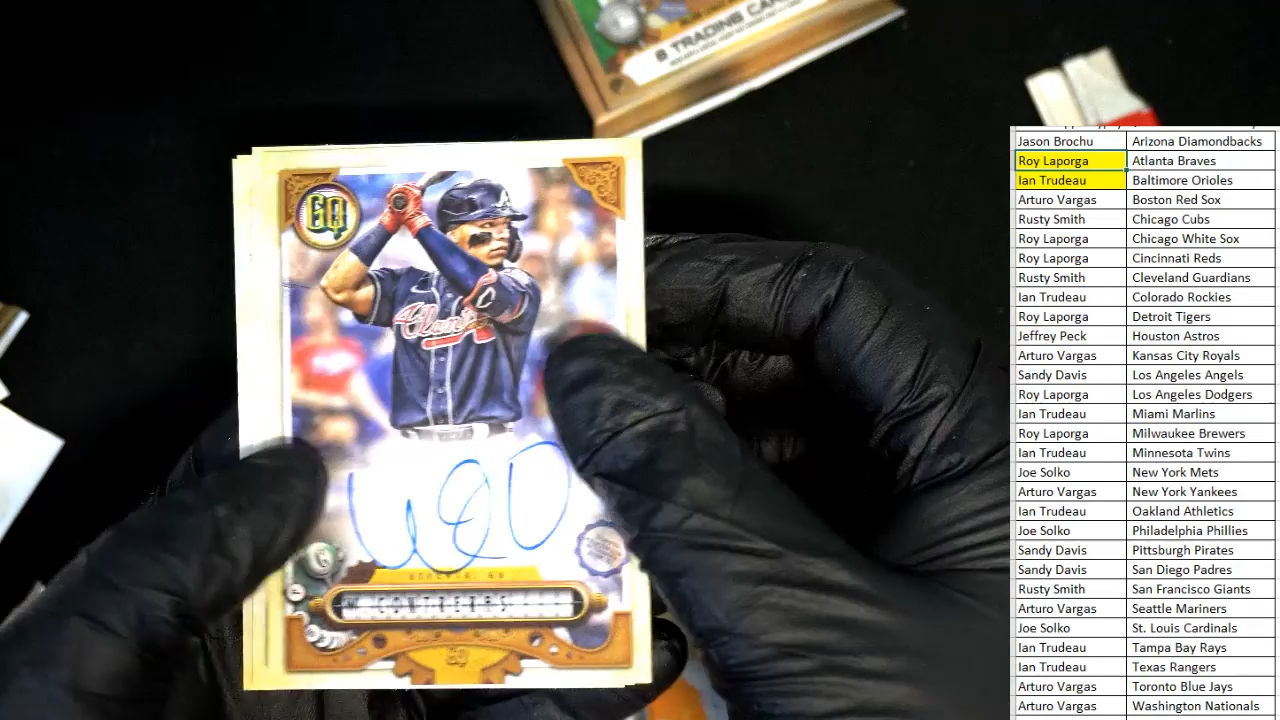 8 TRADING CARDS
GQ
Atlanta
W. CONTRERAS
GQ
Jason Brochu Arizona Diamondbacks
Roy Laporga Atlanta Braves
Ian Trudeau Baltimore Orioles
Arturo Vargas Boston Red Sox
Rusty Smith Chicago Cubs
Roy Laporga Chicago White Sox
Roy Laporga Cincinnati Reds
Rusty Smith Cleveland Guardians
Ian Trudeau Colorado Rockies
Roy Laporga Detroit Tigers
Jeffrey Peck Houston Astros
Arturo Vargas Kansas City Royals
Sandy Davis Los Angeles Angels
Roy Laporga Los Angeles Dodgers
Ian Trudeau Miami Marlins
Roy Laporga Milwaukee Brewers
Ian Trudeau Minnesota Twins
Joe Solko New York Mets
Arturo Vargas New York Yankees
Ian Trudeau Oakland Athletics
Joe Solko Philadelphia Phillies
Sandy Davis Pittsburgh Pirates
Sandy Davis San Diego Padres
Rusty Smith San Francisco Giants
Arturo Vargas Seattle Mariners
Joe Solko St. Louis Cardinals
Ian Trudeau Tampa Bay Rays
Ian Trudeau Texas Rangers
Arturo Vargas Toronto Blue Jays
Arturo Vargas Washington Nationals